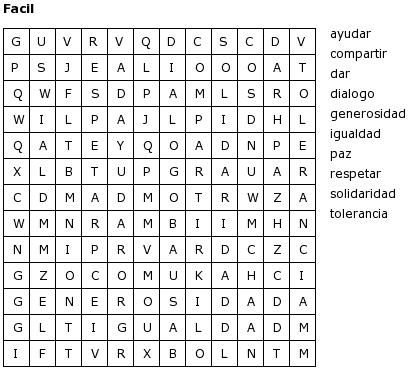 Facil
G U V R V Q D C S C D V
P S J E A L I O O O A T
Q W F S D P A M L S R O
W I L P A J L P I D H L
Q A T E Y Q O A D N P E
X L B T U P G R A U A R
C D M A D M O T R W Z A
W M N R A M B I I M H N
N M I P R V A R D C Z C
G Z O C O M U K A H C I
G E N E R O S I D A D A
G L T I G U A L D A D M
I F T V R X B O L N T M
ayudar
compartir
dar
dialogo
generosidad
igualdad
paz
respetar
solidaridad
tolerancia